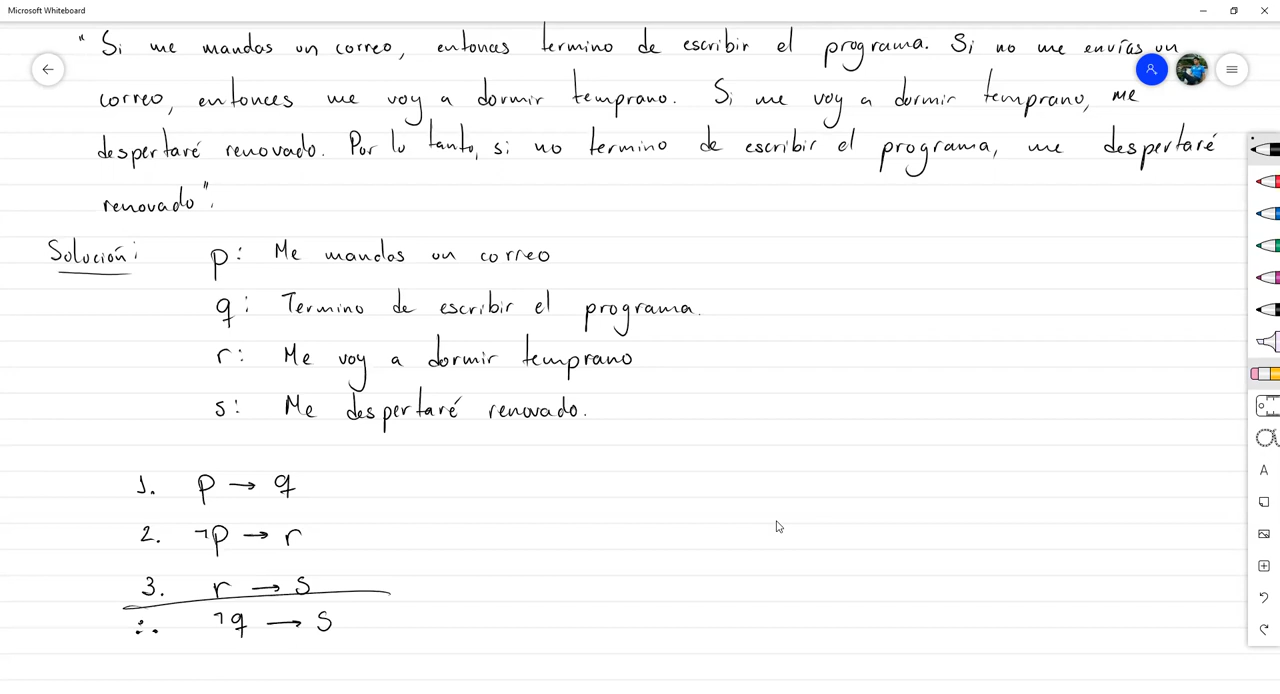 Microsoft Whiteboard
"Si me mandas un correo, entonces termino de escribir el programa. Si no me envías un
correo, entonces me voy a dormir temprano. Si me voy a dormir temprano, me
despertaré renovado. Por lo tanto, si no termino de escribir el programa, me despertaré
renovado".
Solución: p: Me mandas un correo
q: Termino de escribir el programa.
r: Me voy a dormir temprano
s: Me despertaré renovado.
1. p → q
2. ¬p → r
3. r → s
∴ ¬q → s
A